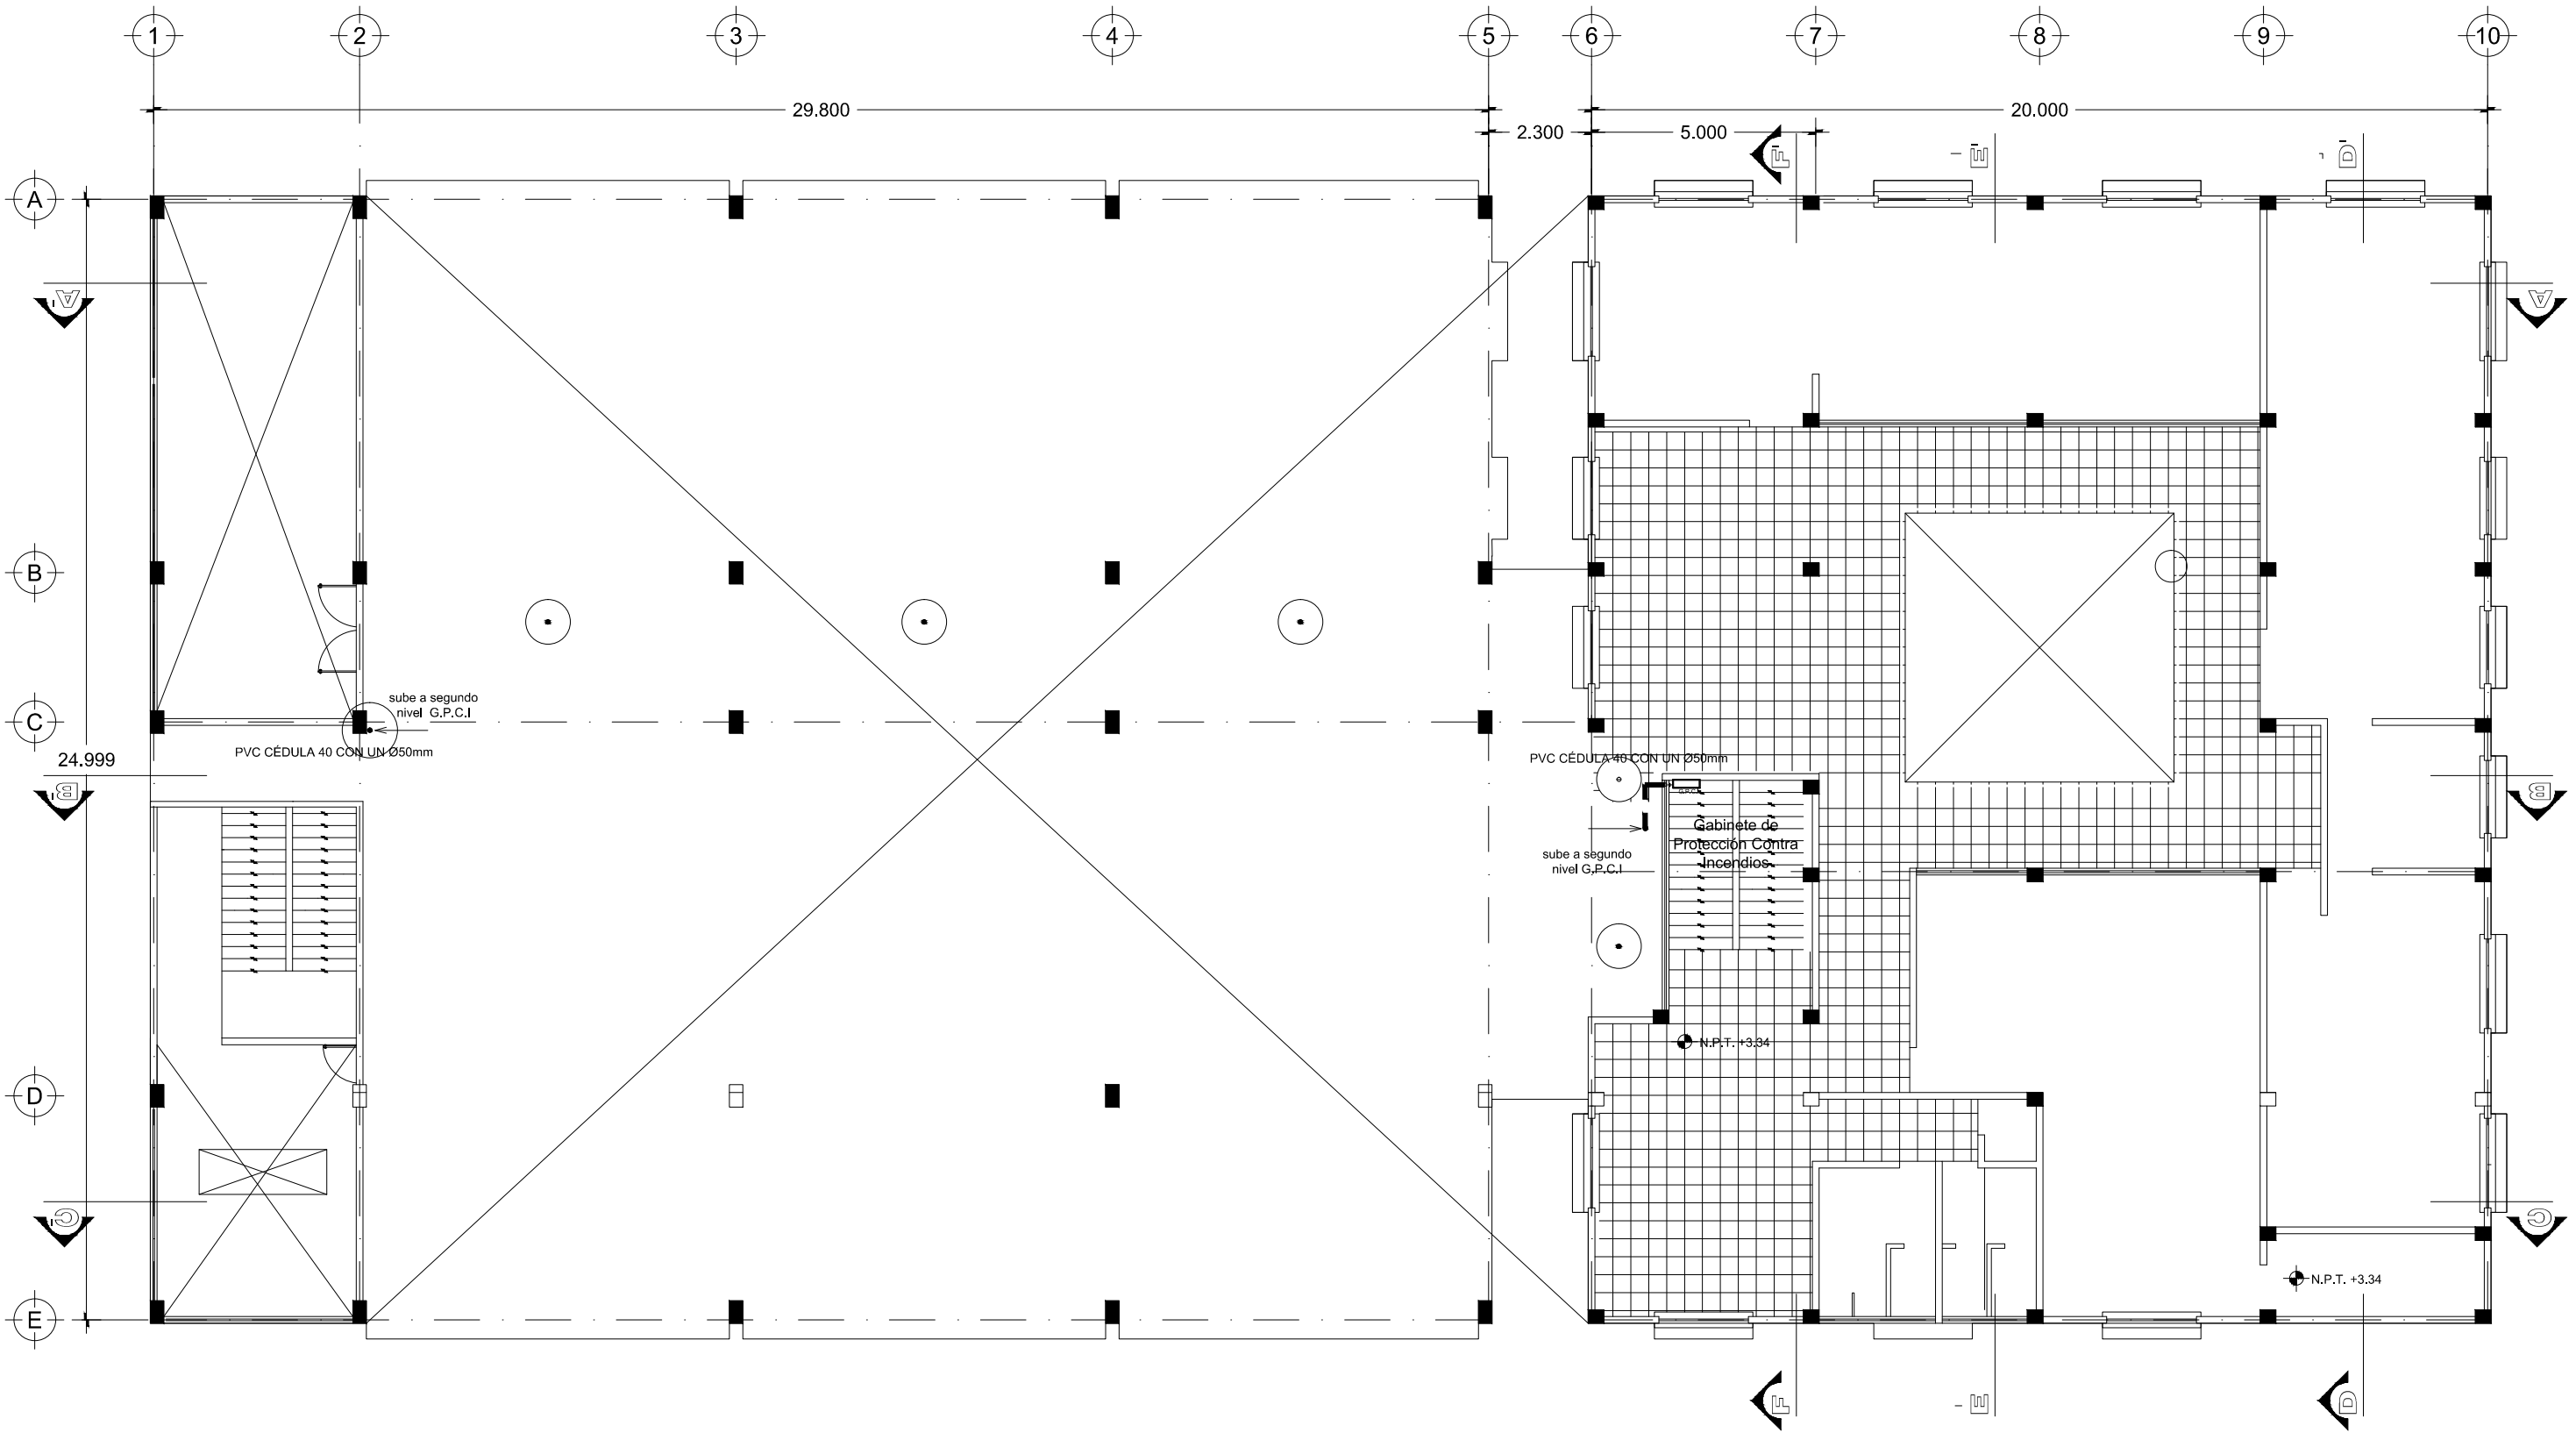 1 2 3 4 5 6 7 8 9 10
29.800 20.000
2.300 5.000
F' E' D'
A
A' A
B
sube a segundo
nivel G.P.C.I
C
PVC CÉDULA 40 CON UN Ø50mm PVC CÉDULA 40 CON UN Ø50mm
24.999
B' B
Gabinete de
Protección Contra
Incendios
sube a segundo
nivel G.P.C.I
N.P.T. +3.34
D
C' C
N.P.T. +3.34
E
F E D